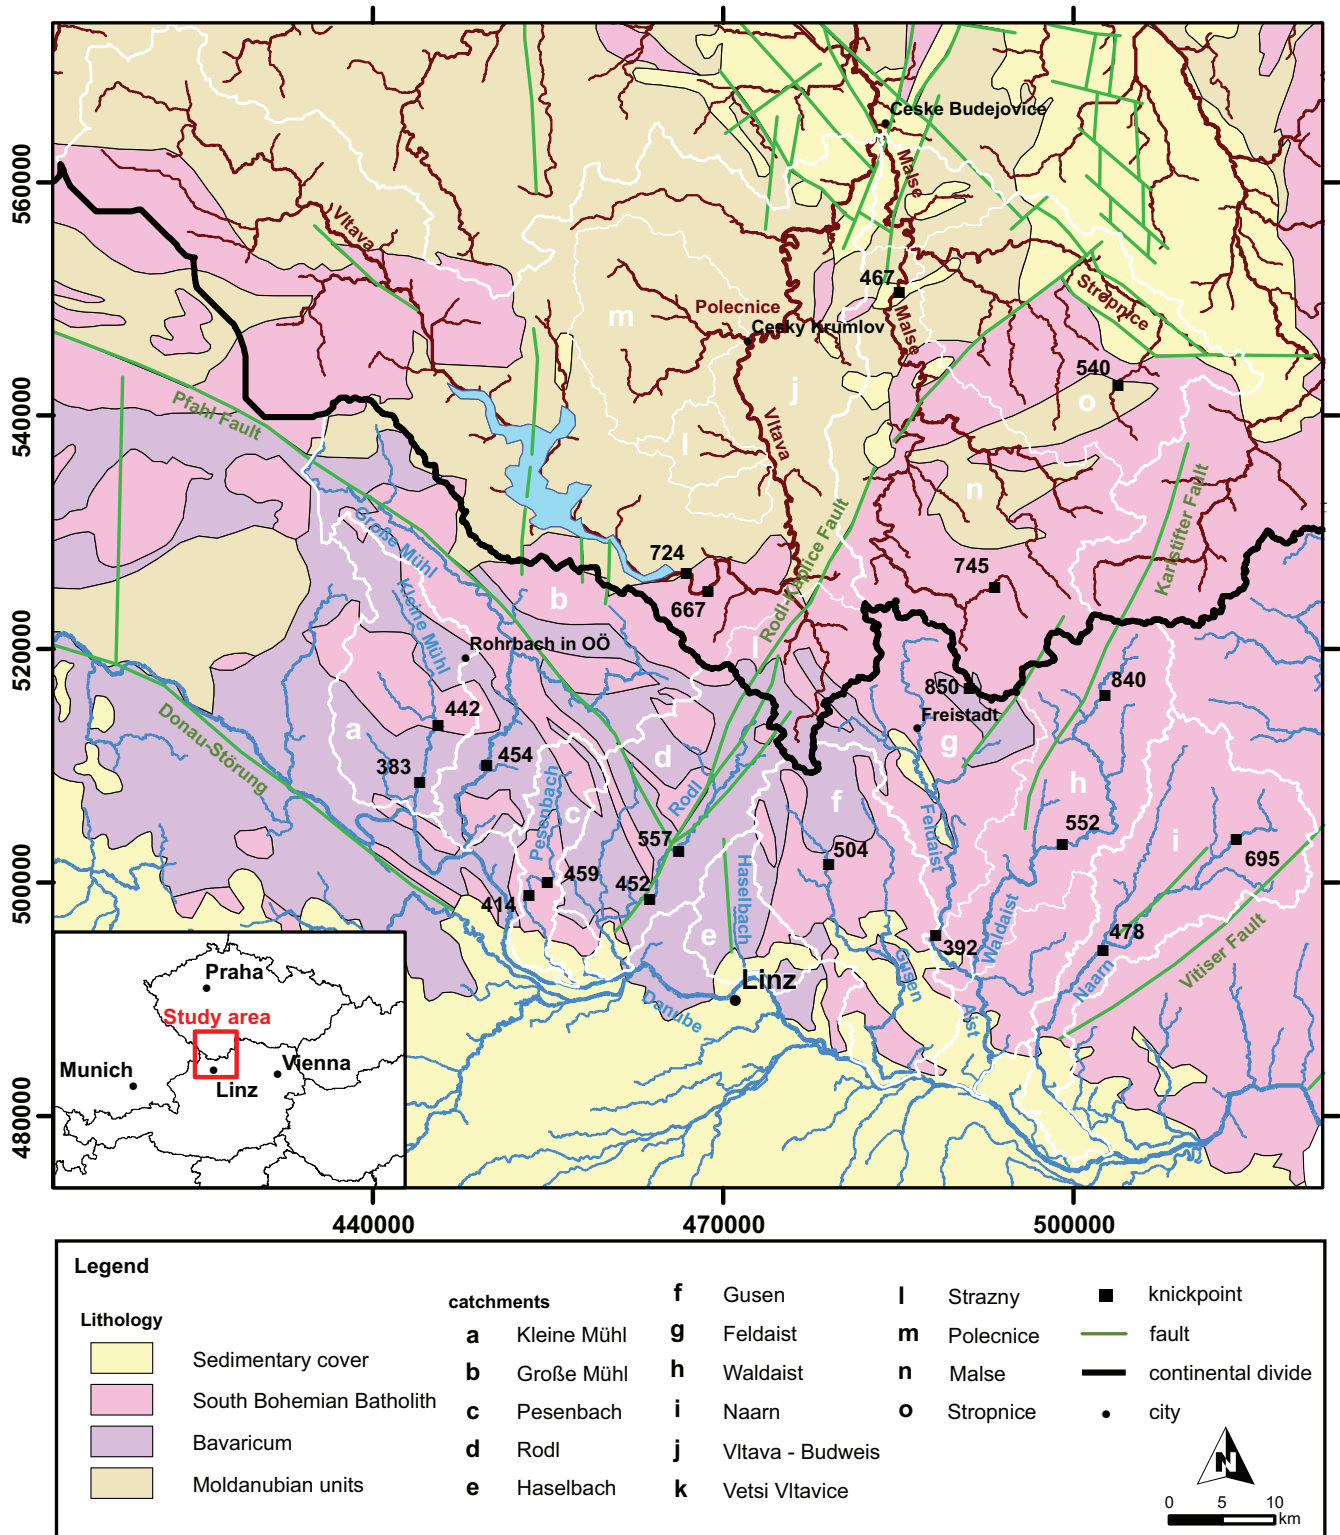 560000
540000
520000
500000
480000
Ceske Budejovice
Malse
Vltava
467
Stropnice
Polecnice
Cesky Krumlov
Malse
m
540
j
o
Pfahl Fault
Vltava
l
n
Große Mühl
Rodl-Kaplice Fault
Karlstifter Fault
724
745
667
b
Kleine Mühl
Rohrbach in OÖ
l
850
840
442
Freistadt
a
g
Donau-Störung
383
454
d
h
Pesenbach
c
Rodl
f
Feldaist
552
557
504
i
459
452
Haselbach
695
414
e
392
Waldaist
478
Gusen
Naarn
Vitiser Fault
Linz
Danube
ist
Praha
Study area
Munich
Vienna
Linz
440000
470000
500000
Legend
Lithology
Sedimentary cover
South Bohemian Batholith
Bavaricum
Moldanubian units
catchments
a Kleine Mühl
b Große Mühl
c Pesenbach
d Rodl
e Haselbach
f Gusen
g Feldaist
h Waldaist
i Naarn
j Vltava - Budweis
k Vetsi Vltavice
l Strazny
m Polecnice
n Malse
o Stropnice
knickpoint
fault
continental divide
city
N
0 5 10
km